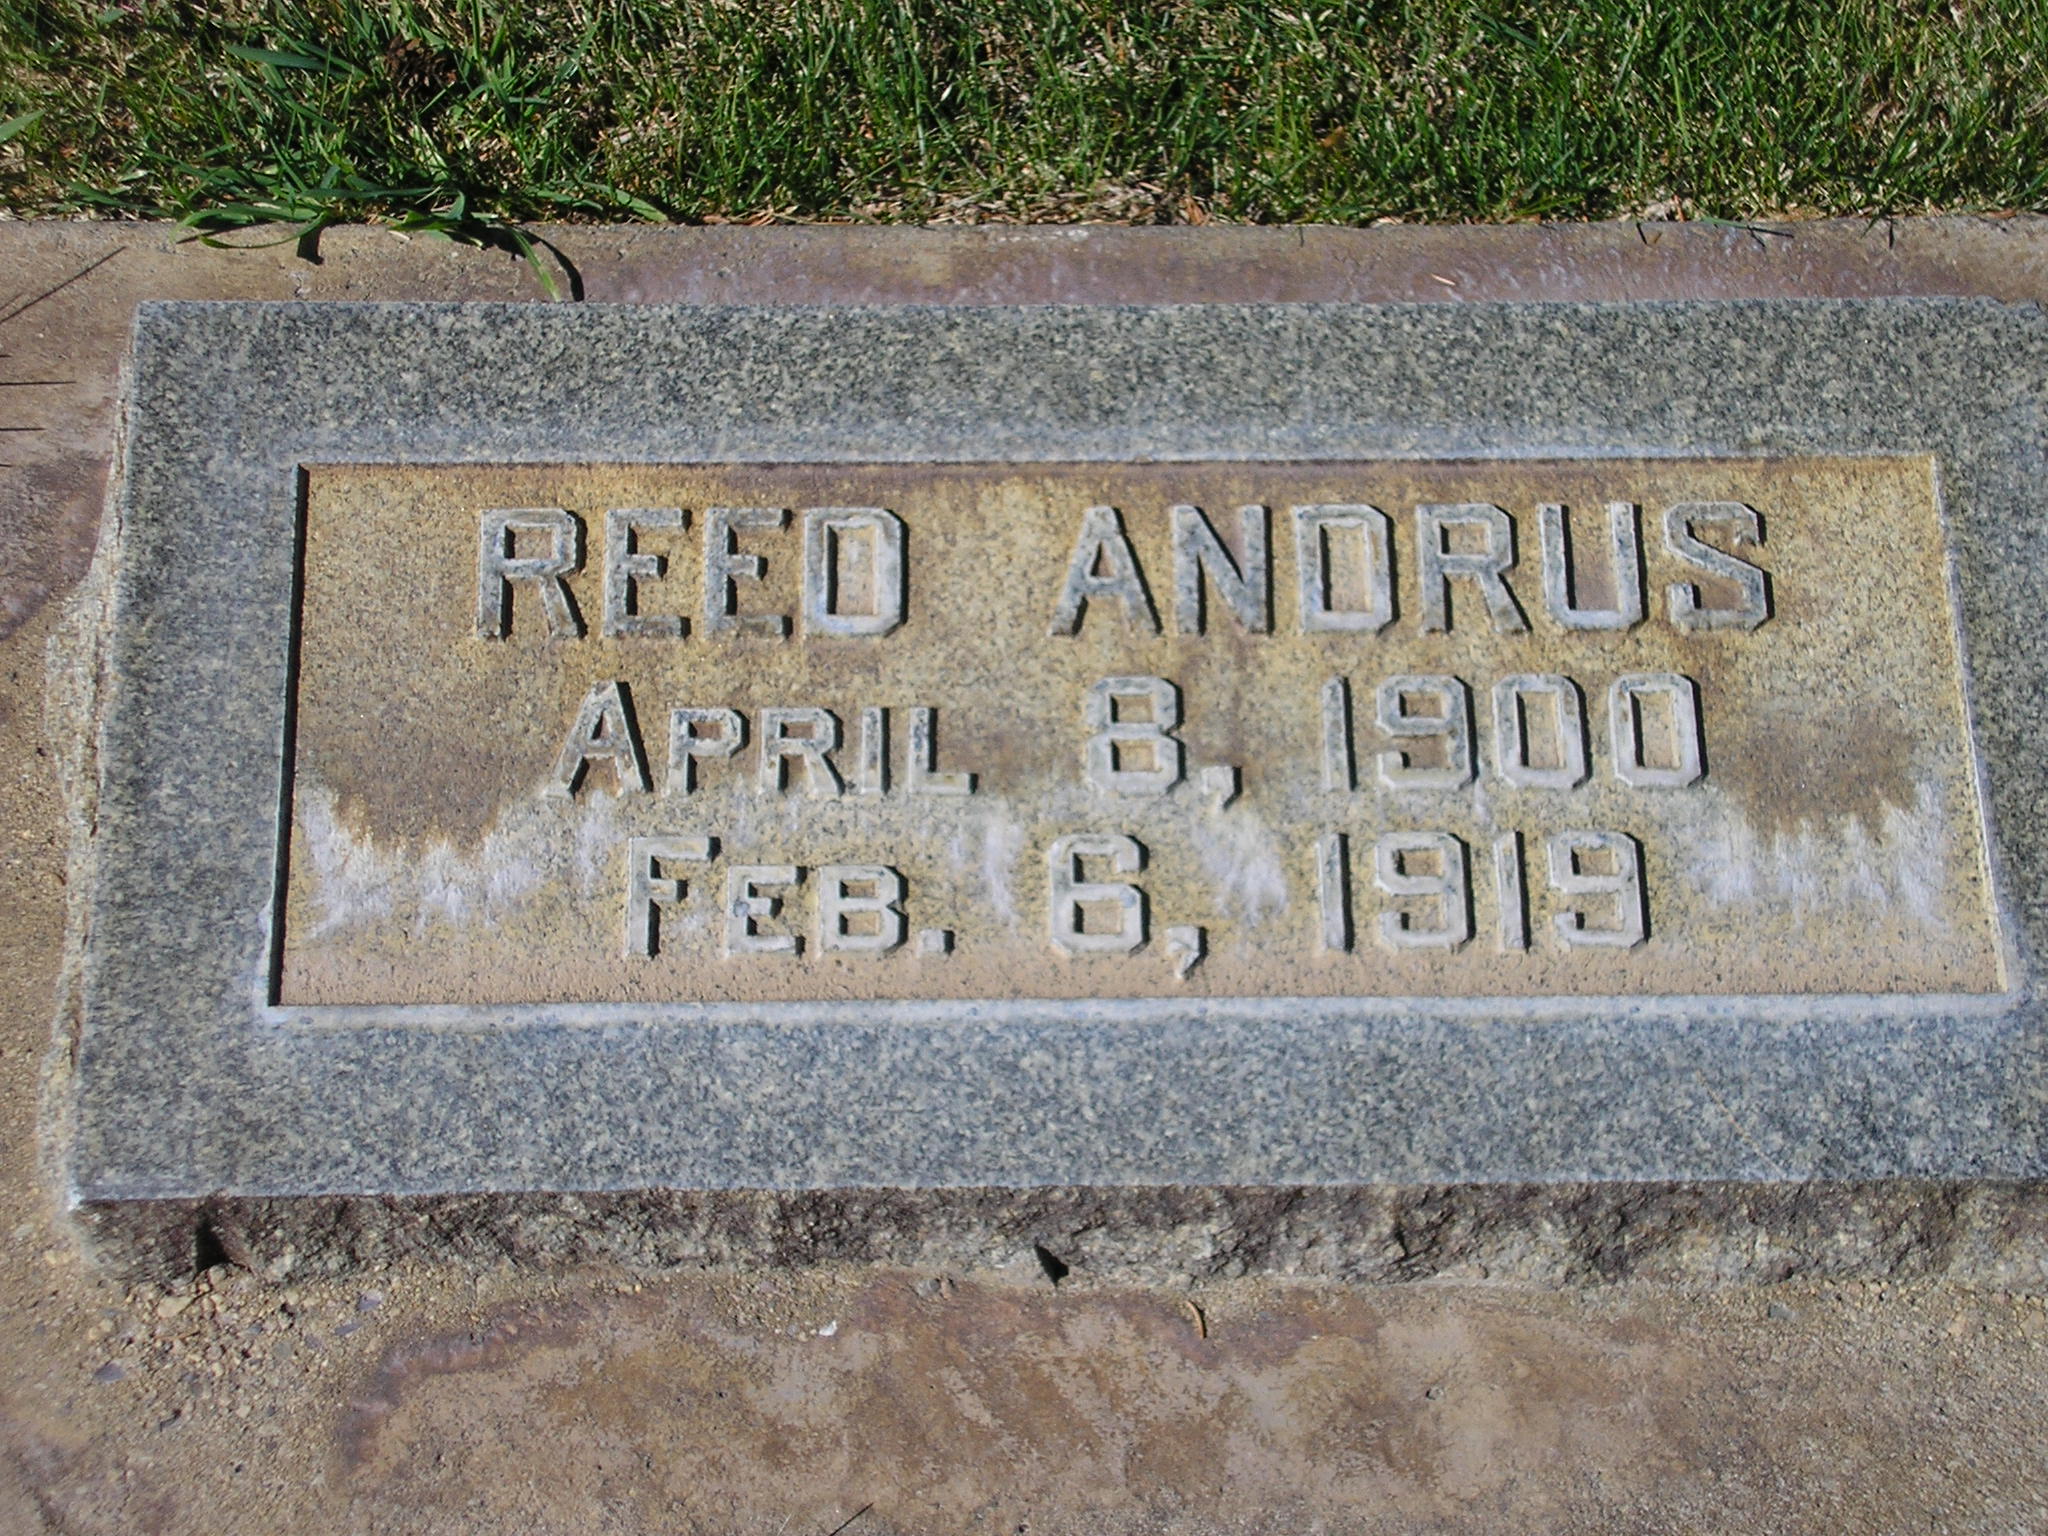 REED ANDRUS
APRIL 8, 1900
FEB. 6, 1919